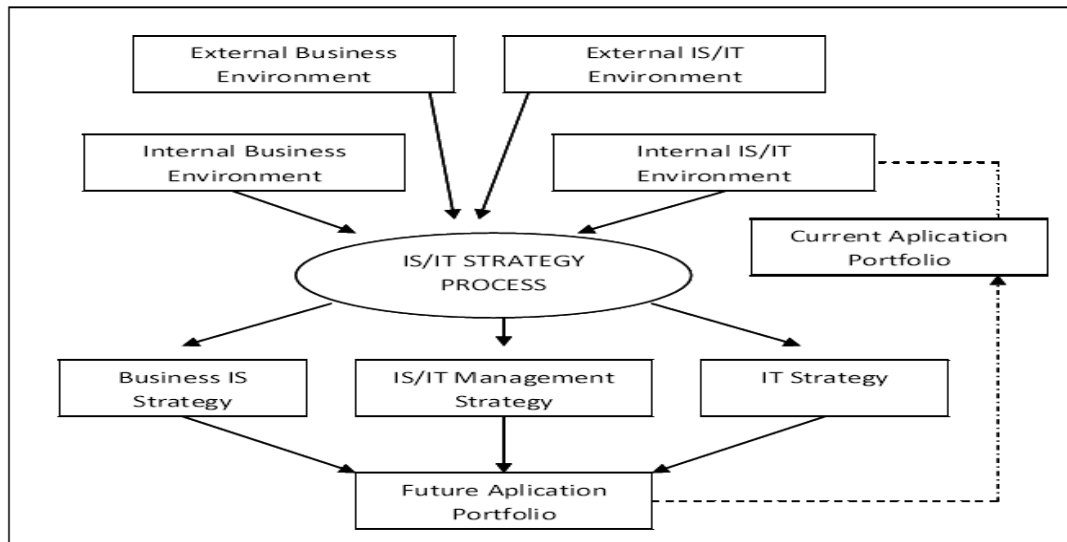 External Business
Environment
External IS/IT
Environment
Internal Business
Environment
Internal IS/IT
Environment
Current Aplication
Portfolio
IS/IT STRATEGY
PROCESS
Business IS
Strategy
IS/IT Management
Strategy
IT Strategy
Future Aplication
Portfolio